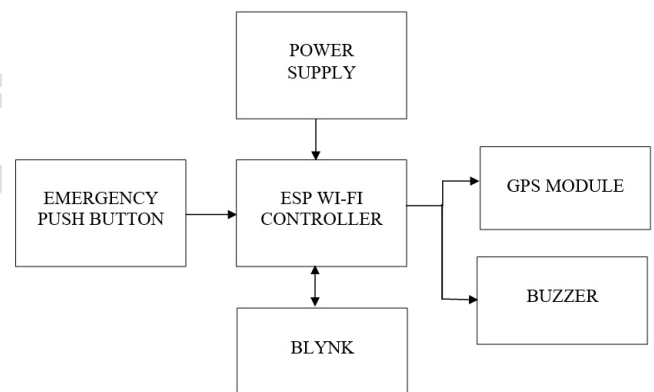 POWER
SUPPLY
EMERGENCY
PUSH BUTTON
ESP WI-FI
CONTROLLER
GPS MODULE
BUZZER
BLYNK